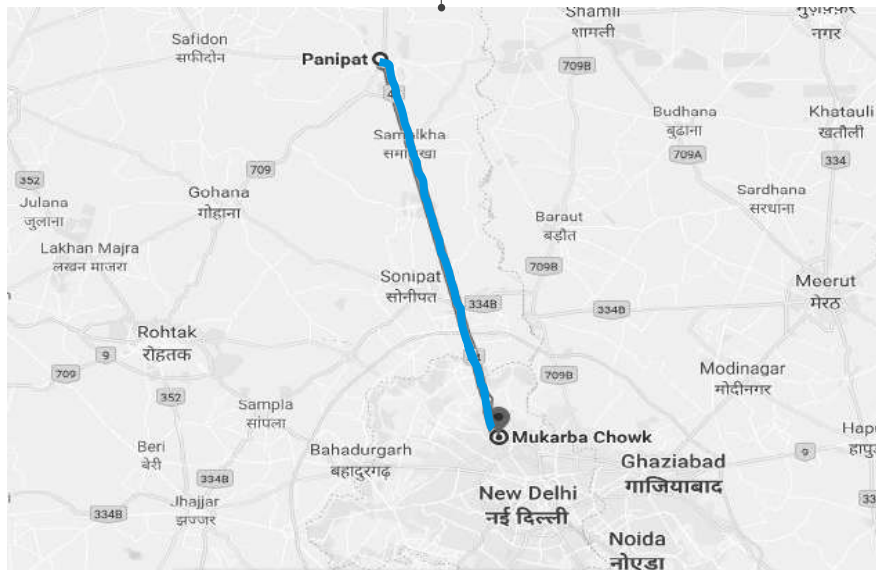 Shamli
शामली
मुज़फ़्फ़र
नगर
Safidon
सफीदोन
Panipat
709B
Samalkha
समालखा
Budhana
बुढाना
Khatauli
खतौली
709A
334
709
352
Julana
जुलाना
Gohana
गोहाना
Sardhana
सरधाना
Baraut
बड़ौत
Lakhan Majra
लखन माजरा
709B
Sonipat
सोनीपत
Meerut
मेरठ
334B
334B
Rohtak
रोहतक
9
709
709B
Modinagar
मोदीनगर
352
Sampla
सांपला
Mukarba Chowk
Beri
बेरी
Bahadurgarh
बहादुरगढ़
Ghaziabad
गाजियाबाद
9
334B
New Delhi
नई दिल्ली
334B
Jhajjar
झज्जर
Noida
नोएडा